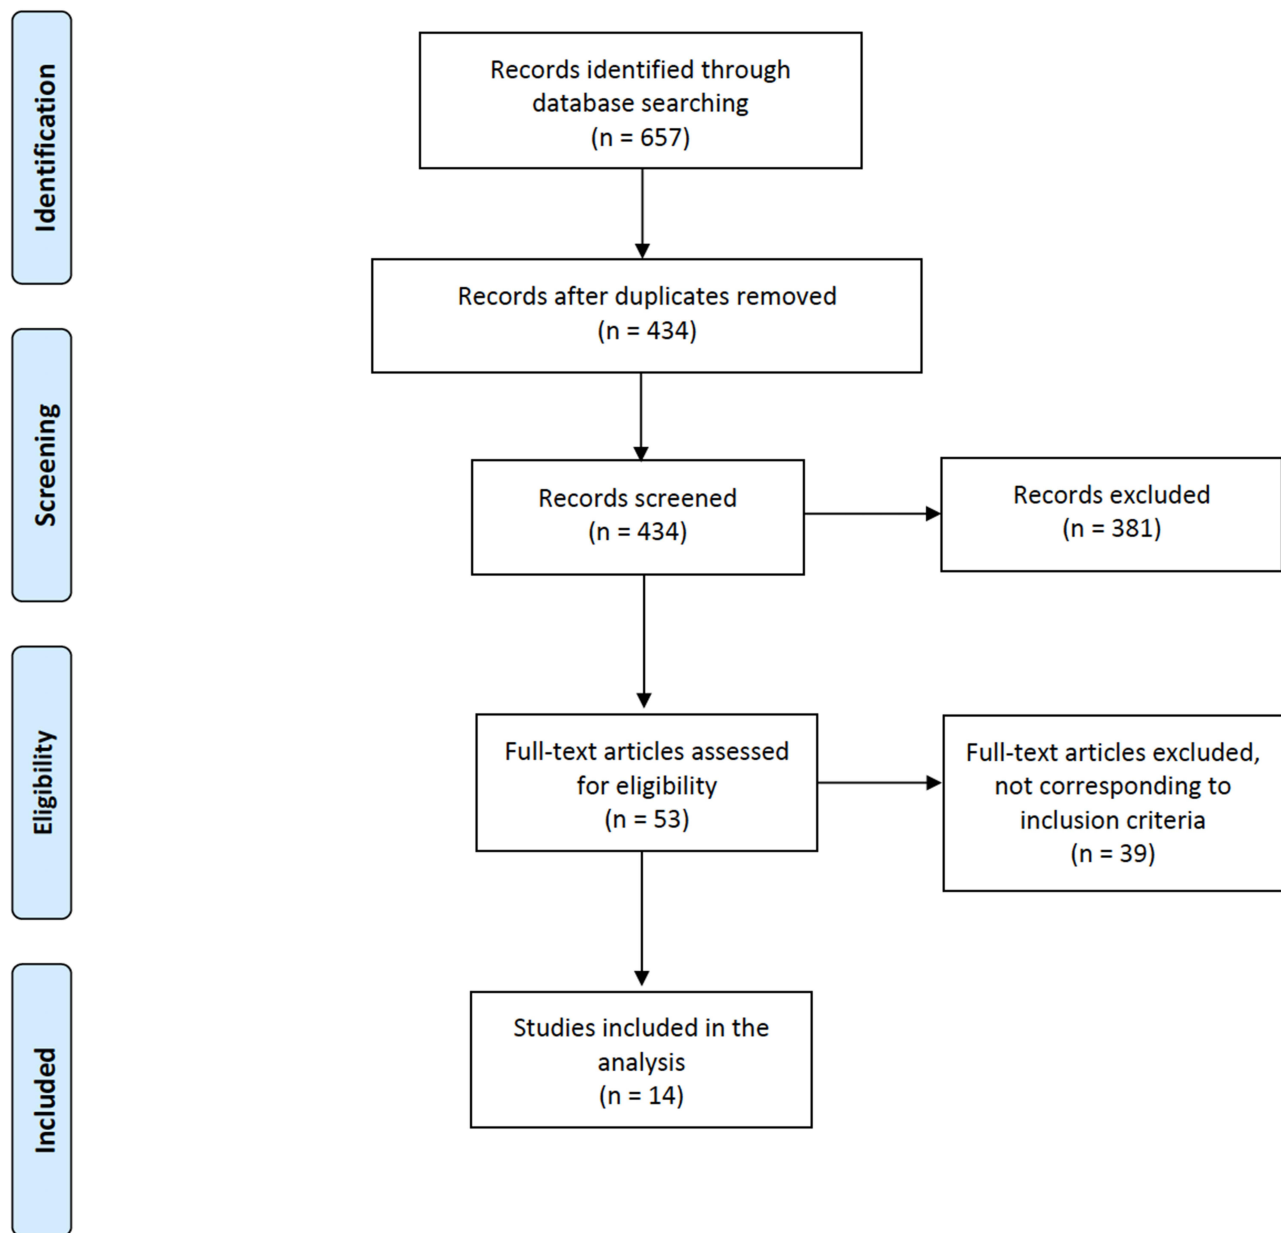 Identification
Records identified through
database searching
(n = 657)
Records after duplicates removed
(n = 434)
Screening
Records screened
(n = 434)
Records excluded
(n = 381)
Eligibility
Full-text articles assessed
for eligibility
(n = 53)
Full-text articles excluded,
not corresponding to
inclusion criteria
(n = 39)
Included
Studies included in the
analysis
(n = 14)